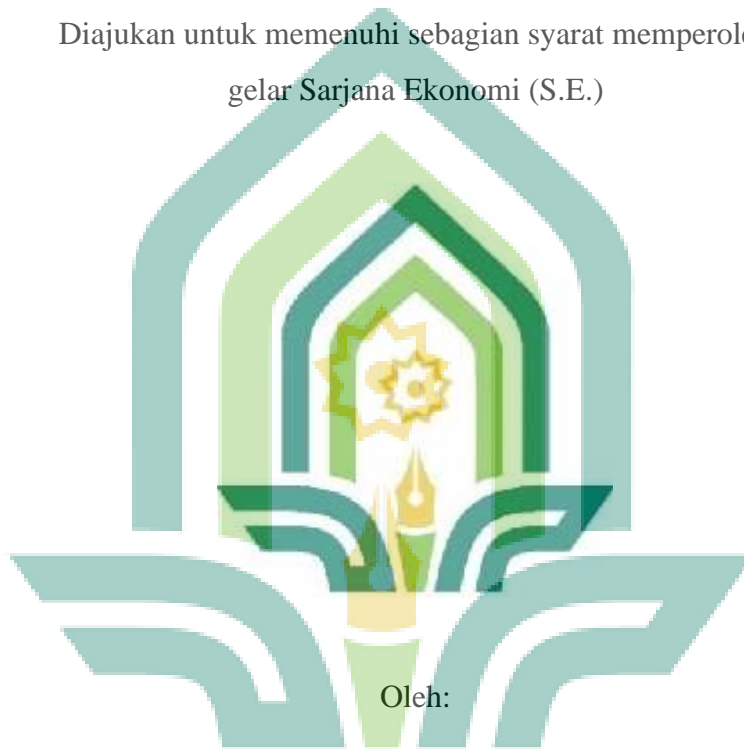 Diajukan untuk memenuhi sebagian syarat memperol
gelar Sarjana Ekonomi (S.E.)
Oleh: